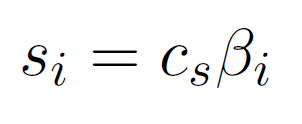 s_i = c_s β_i